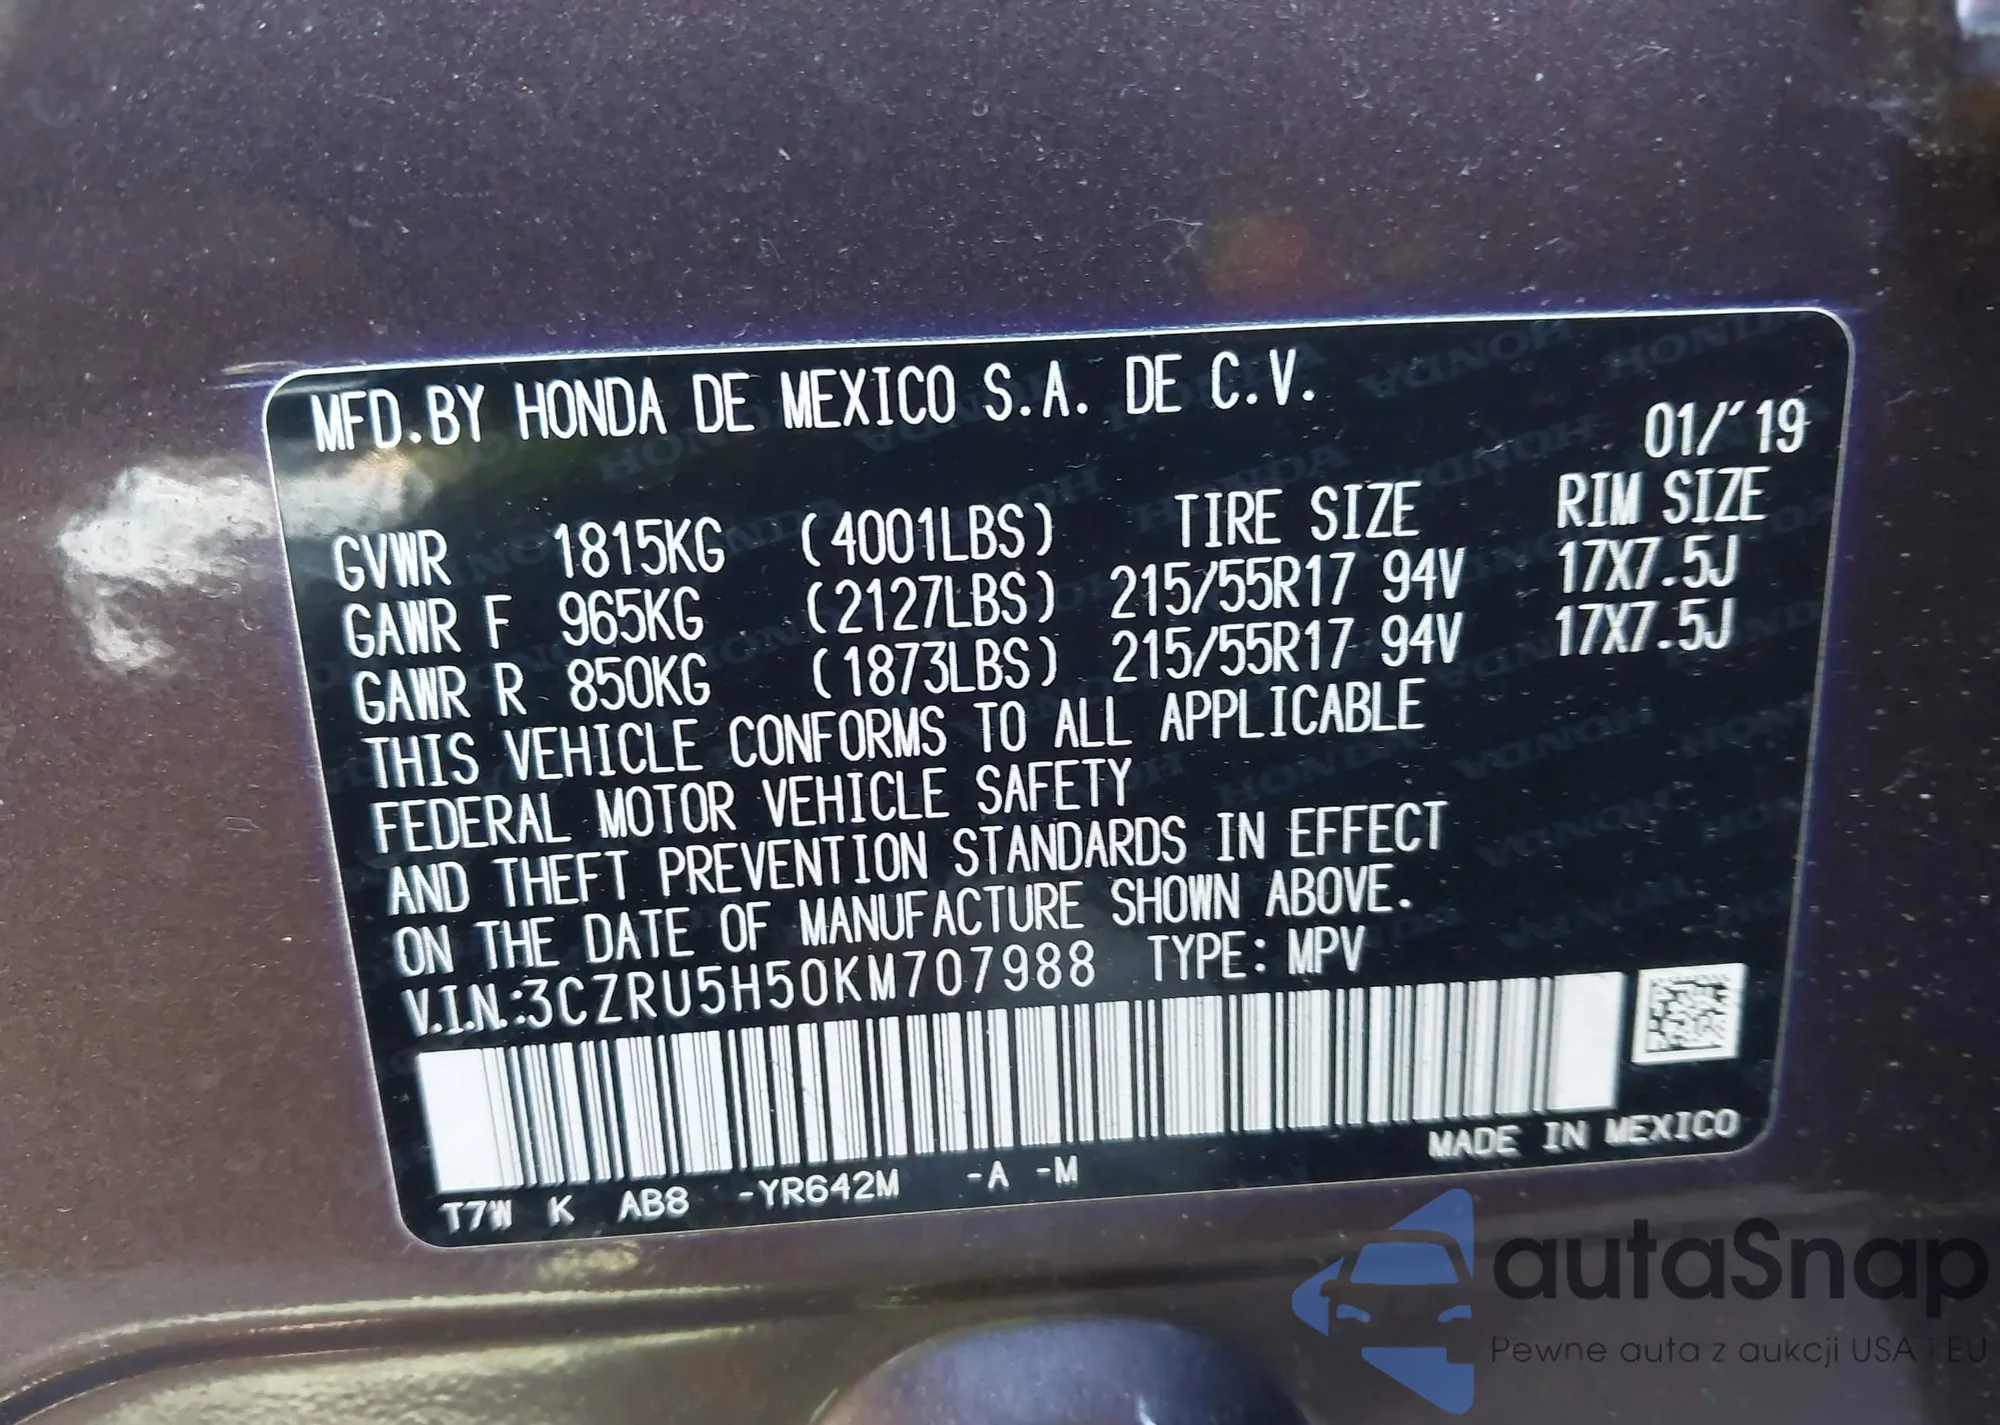 MFD.BY HONDA DE MEXICO S.A. DE C.V.
01/'19
GVWR 1815KG (4001LBS) TIRE SIZE RIM SIZE
GAWR F 965KG (2127LBS) 215/55R17 94V 17X7.5J
GAWR R 850KG (1873LBS) 215/55R17 94V 17X7.5J
THIS VEHICLE CONFORMS TO ALL APPLICABLE
FEDERAL MOTOR VEHICLE SAFETY
AND THEFT PREVENTION STANDARDS IN EFFECT
ON THE DATE OF MANUFACTURE SHOWN ABOVE.
V.I.N.:3CZRU5H50KM707988 TYPE: MPV
MADE IN MEXICO
T7W K AB8 -YR642M -A -M
autaSnap
Pewne auta z aukcji USA i EU